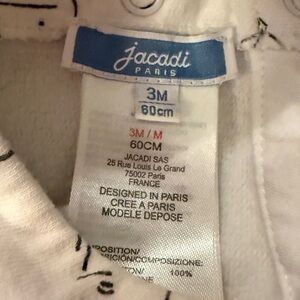 jacadi
PARIS
3M
60cm
3M / M
60CM
JACADI SAS
25 Rue Louis Le Grand
75002 Paris
FRANCE
DESIGNED IN PARIS
CREE A PARIS
MODELE DEPOSE
100%